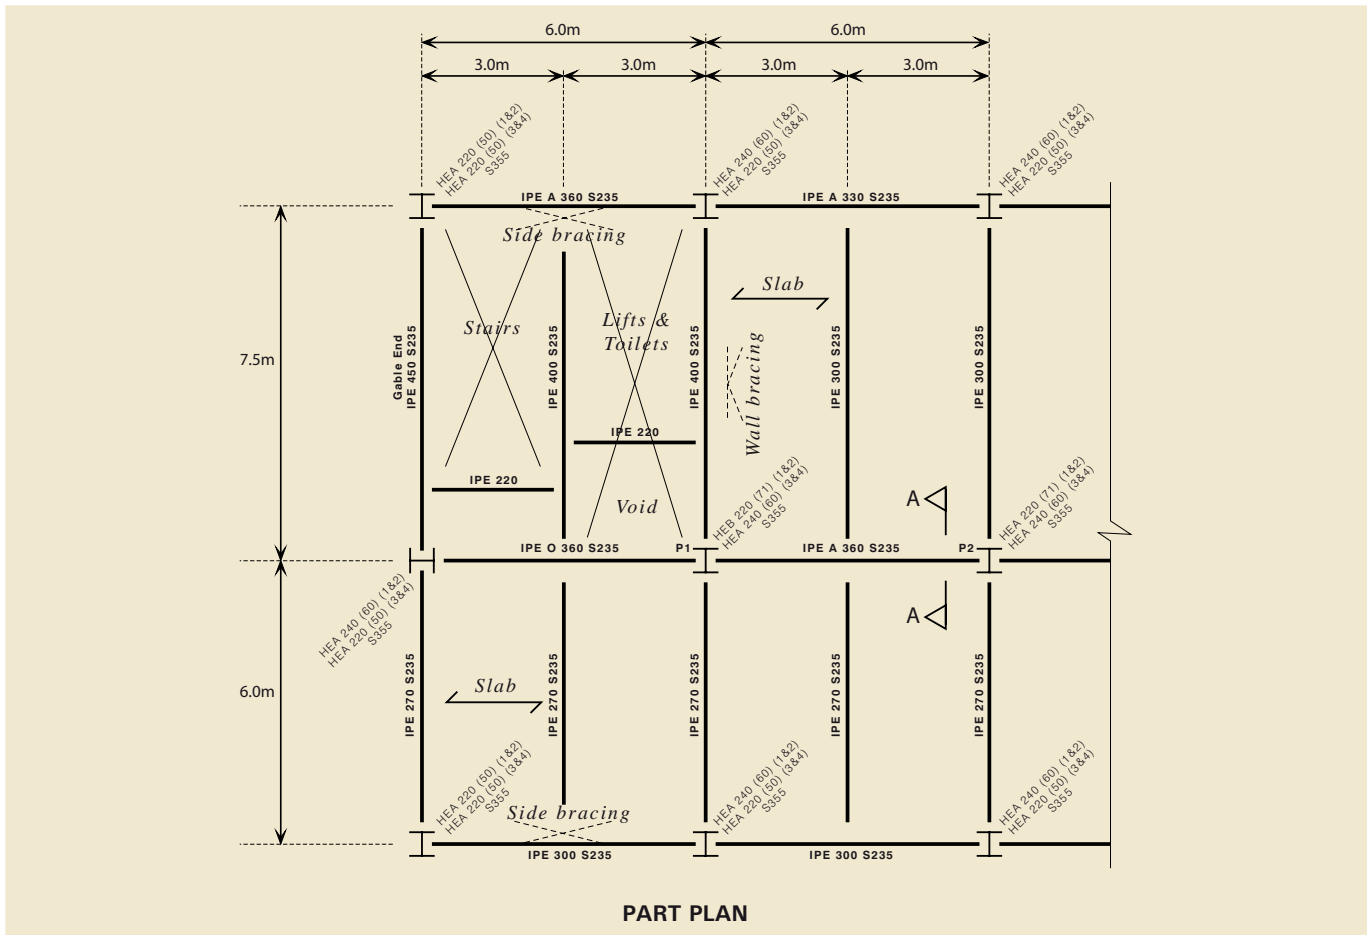 6.0m
6.0m
3.0m
3.0m
3.0m
3.0m
HEA 220 (50) (1&2)
HEA 220 (50) (3&4)
S355
HEA 240 (60) (1&2)
HEA 220 (50) (3&4)
S355
HEA 240 (60) (1&2)
HEA 220 (50) (3&4)
S355
IPE A 360 S235
IPE A 330 S235
Side bracing
7.5m
Gable End
IPE 450 S235
Stairs
IPE 400 S235
Lifts &
Toilets
IPE 400 S235
Slab
Wall bracing
IPE 300 S235
IPE 300 S235
IPE 220
IPE 220
Void
HEB 220 (71) (1&2)
HEA 240 (60) (3&4)
S355
A
HEA 220 (71) (1&2)
HEA 240 (60) (3&4)
S355
IPE O 360 S235
P1
IPE A 360 S235
P2
HEA 240 (60) (1&2)
HEA 220 (50) (3&4)
S355
A
6.0m
IPE 270 S235
Slab
IPE 270 S235
IPE 270 S235
IPE 270 S235
IPE 270 S235
HEA 220 (50) (1&2)
HEA 220 (50) (3&4)
S355
HEA 240 (60) (1&2)
HEA 220 (50) (3&4)
S355
HEA 240 (60) (1&2)
HEA 220 (50) (3&4)
S355
Side bracing
IPE 300 S235
IPE 300 S235
PART PLAN